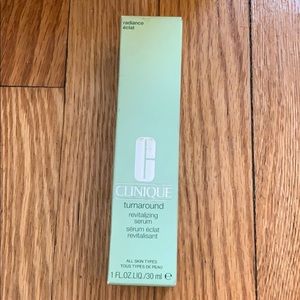 radiance
éclat
CLINIQUE
turnaround
revitalizing
serum
sérum éclat
revitalisant
ALL SKIN TYPES
TOUS TYPES DE PEAU
1 FL.OZ.LIQ./30 ml ℮